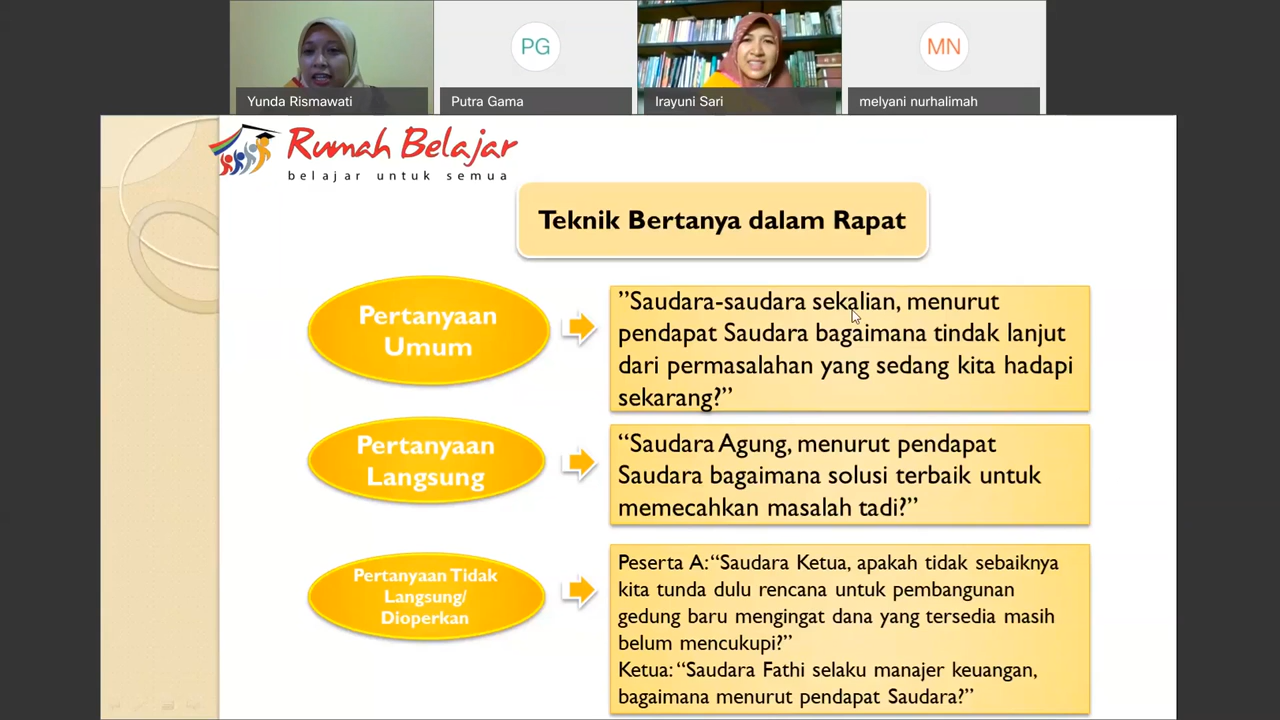 PG
MN
Yunda Rismawati
Putra Gama
Irayuni Sari
melyani nurhalimah
Rumah Belajar
belajar untuk semua
Teknik Bertanya dalam Rapat
Pertanyaan
Umum
”Saudara-saudara sekalian, menurut
pendapat Saudara bagaimana tindak lanjut
dari permasalahan yang sedang kita hadapi
sekarang?”
Pertanyaan
Langsung
“Saudara Agung, menurut pendapat
Saudara bagaimana solusi terbaik untuk
memecahkan masalah tadi?”
Pertanyaan Tidak
Langsung/
Dioperkan
Peserta A: “Saudara Ketua, apakah tidak sebaiknya
kita tunda dulu rencana untuk pembangunan
gedung baru mengingat dana yang tersedia masih
belum mencukupi?”
Ketua: “Saudara Fathi selaku manajer keuangan,
bagaimana menurut pendapat Saudara?”